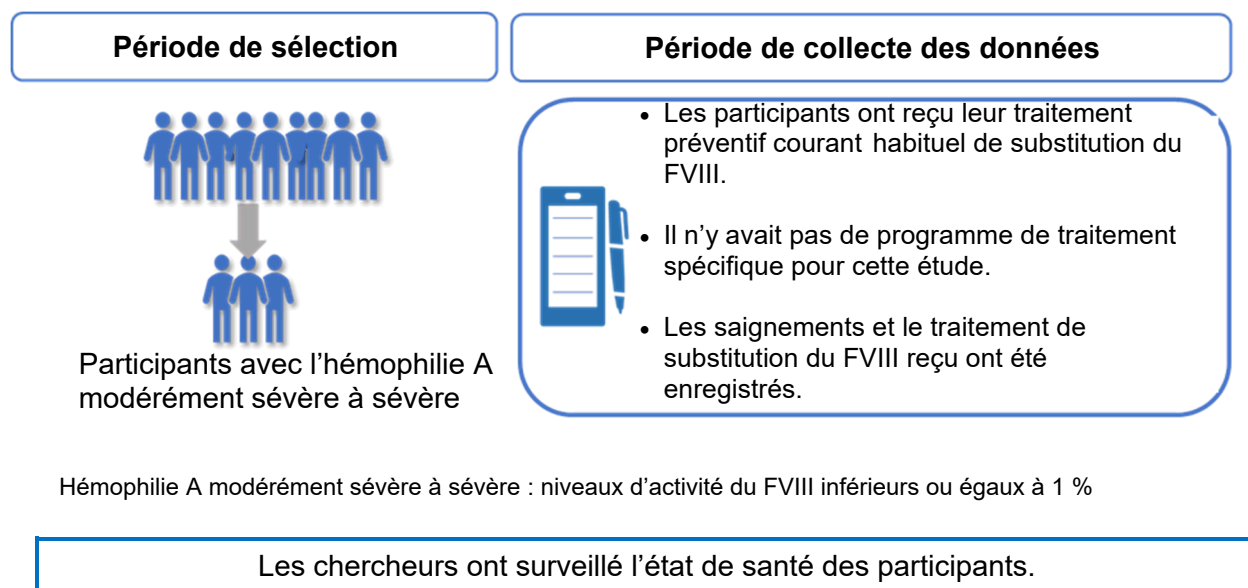 Période de sélection
Période de collecte des données
Participants avec l’hémophilie A
modérément sévère à sévère
• Les participants ont reçu leur traitement
préventif courant habituel de substitution du
FVIII.
• Il n’y avait pas de programme de traitement
spécifique pour cette étude.
• Les saignements et le traitement de
substitution du FVIII reçu ont été
enregistrés.
Hémophilie A modérément sévère à sévère : niveaux d’activité du FVIII inférieurs ou égaux à 1 %
Les chercheurs ont surveillé l’état de santé des participants.